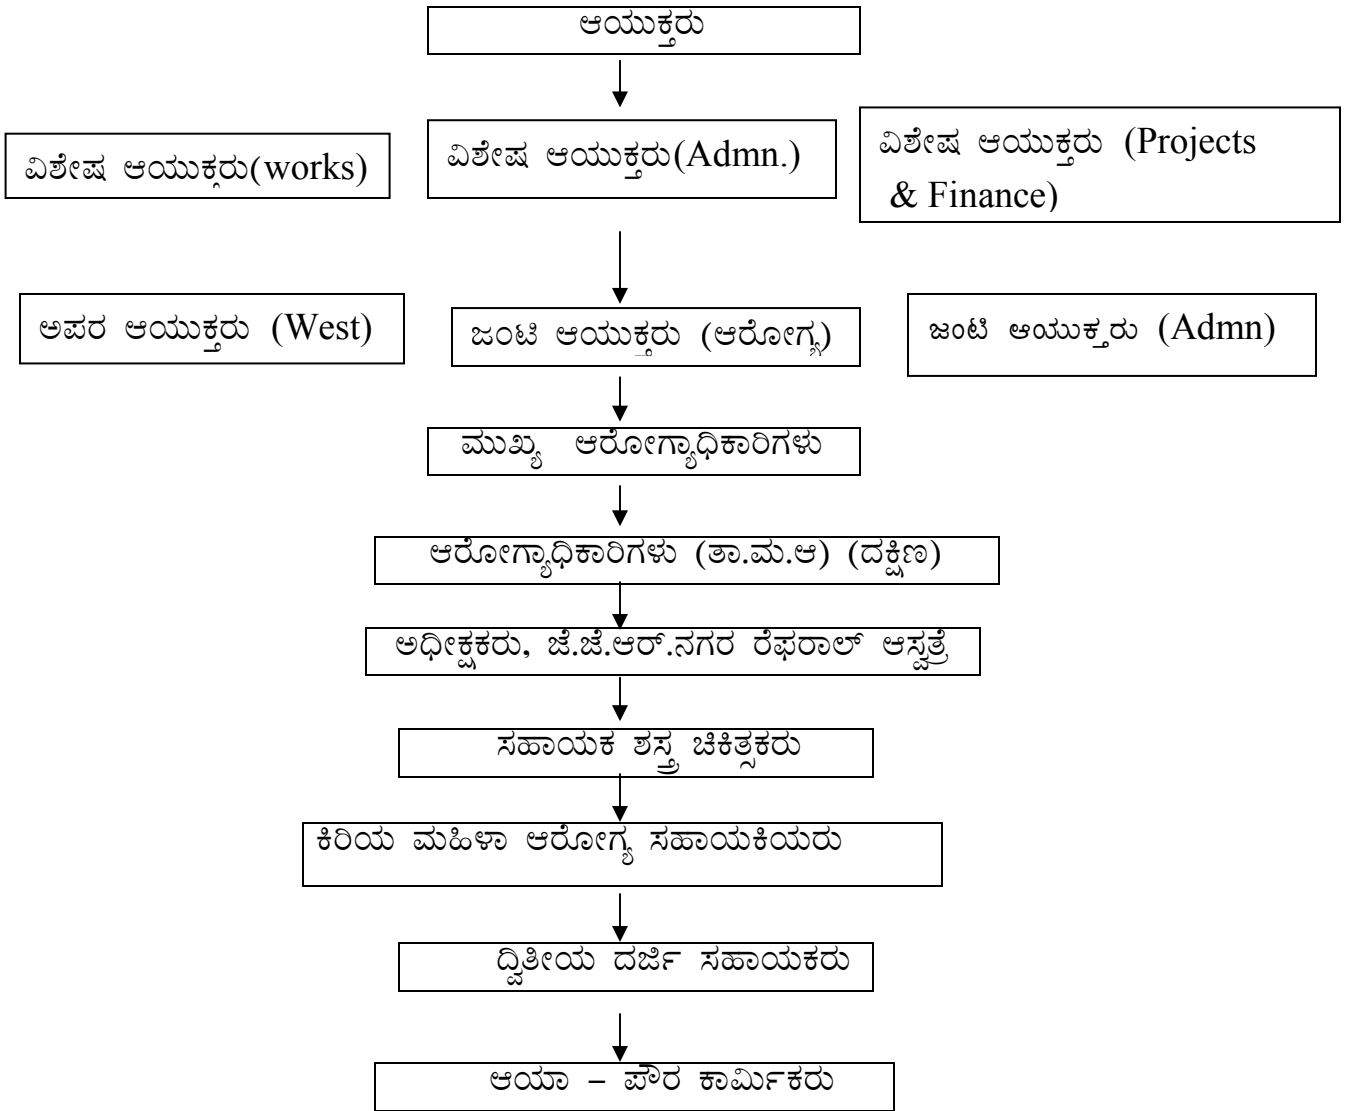 ಆಯುಕ್ತರು
ವಿಶೇಷ ಆಯುಕ್ತರು(works)
ವಿಶೇಷ ಆಯುಕ್ತರು(Admn.)
ವಿಶೇಷ ಆಯುಕ್ತರು (Projects
& Finance)
ಅಪರ ಆಯುಕ್ತರು (West)
ಜಂಟಿ ಆಯುಕ್ತರು (ಆರೋಗ್ಯ)
ಜಂಟಿ ಆಯುಕ್ತರು (Admn)
ಮುಖ್ಯ ಆರೋಗ್ಯಾಧಿಕಾರಿಗಳು
ಆರೋಗ್ಯಾಧಿಕಾರಿಗಳು (ತಾ.ಮ.ಆ) (ದಕ್ಷಿಣ)
ಅಧೀಕ್ಷಕರು, ಜೆ.ಜೆ.ಆರ್.ನಗರ ರೆಫರಾಲ್ ಆಸ್ವತ್ರೆ
ಸಹಾಯಕ ಶಸ್ತ್ರ ಚಿಕಿತ್ಸಕರು
ಕಿರಿಯ ಮಹಿಳಾ ಆರೋಗ್ಯ ಸಹಾಯಕಿಯರು
ದ್ವಿತೀಯ ದರ್ಜೆ ಸಹಾಯಕರು
ಆಯಾ – ಪೌರ ಕಾರ್ಮಿಕರು